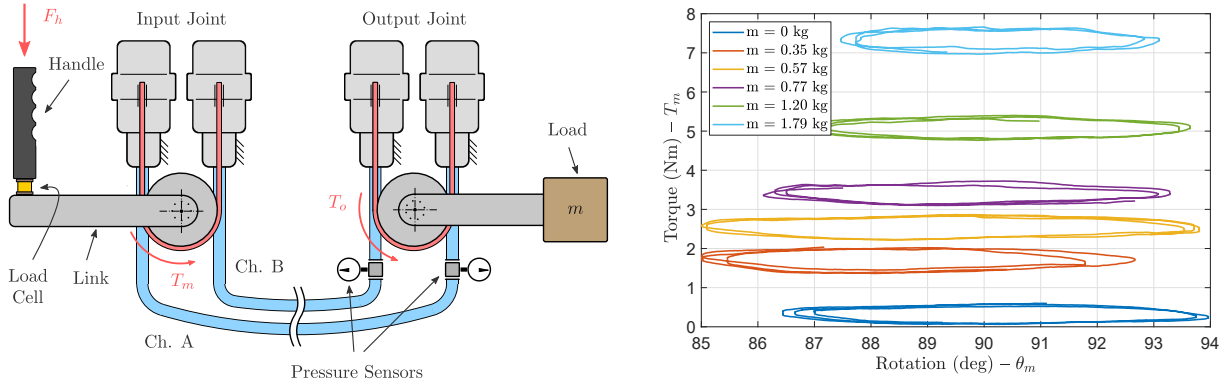 F_h
Input Joint
Output Joint
Handle
Load
m
T_o
Link
T_m
Ch. B
Load
Cell
Ch. A
Pressure Sensors
Torque (Nm) – T_m
8
7
6
5
4
3
2
1
0
m = 0 kg
m = 0.35 kg
m = 0.57 kg
m = 0.77 kg
m = 1.20 kg
m = 1.79 kg
85 86 87 88 89 90 91 92 93 94
Rotation (deg) – θ_m